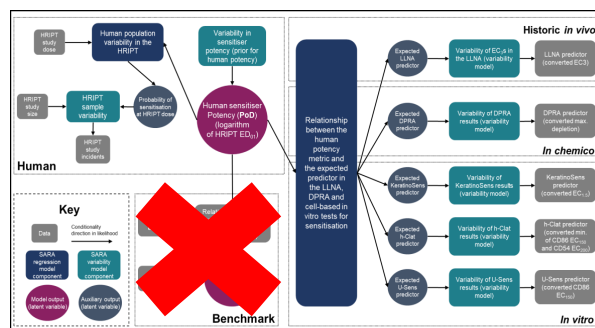 HRIPT
study
dose
Human population
variability in the
HRIPT
Variability in
sensitiser
potency (prior for
human potency)
HRIPT
study size
HRIPT
sample
variability
Probability of
sensitisation
at HRIPT dose
Human sensitiser
Potency (PoD)
(logarithm
of HRIPT ED01)
HRIPT
study
incidents
Human
Key
Data
Conditionality
direction in likelihood
SARA
regression
model
component
SARA
variability
model
component
Model output
(latent variable)
Auxiliary output
(latent variable)
Benchmark
Relationship
between the
human
potency
metric and
the expected
predictor in
the LLNA,
DPRA and
cell-based in
vitro tests for
sensitisation
Historic in vivo
Expected
LLNA
predictor
Variability of EC3s in
the LLNA (variability
model)
LLNA predictor
(converted EC3)
Expected
DPRA
predictor
Variability of DPRA
results (variability
model)
DPRA predictor
(converted max.
depletion)
In chemico
Expected
KeratinoSens
predictor
Variability of
KeratinoSens results
(variability model)
KeratinoSens
predictor
(converted EC1.5)
Expected
h-Clat
predictor
Variability of h-Clat
results (variability
model)
h-Clat predictor
(converted min.
of CD86 EC150
and CD54 EC200)
Expected
U-Sens
predictor
Variability of U-Sens
results (variability
model)
U-Sens predictor
(converted CD86
EC150)
In vitro